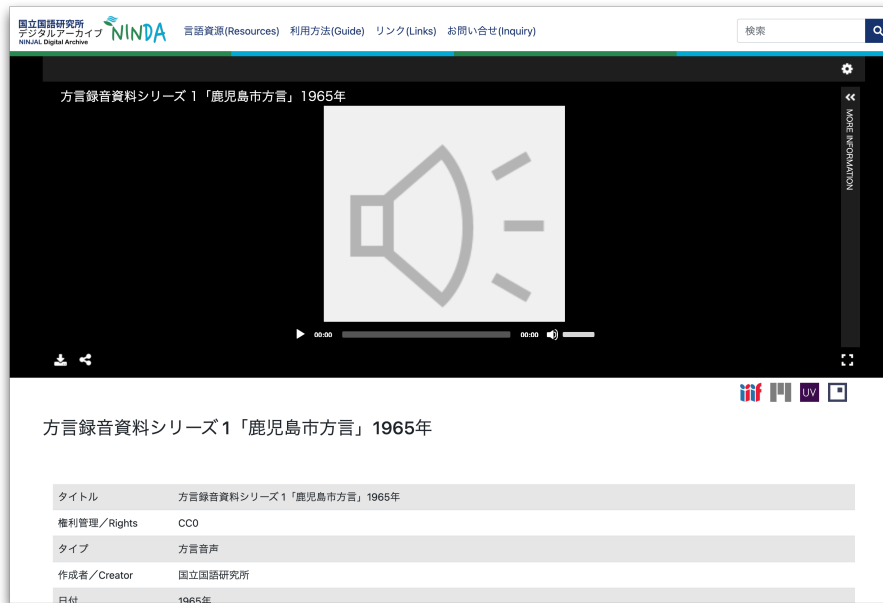 国立国語研究所
デジタルアーカイブ
NINJAL Digital Archive
NINDA
言語資源(Resources) 利用方法(Guide) リンク(Links) お問い合せ(Inquiry)
検索
方言録音資料シリーズ 1「鹿児島市方言」1965年
MORE INFORMATION
00:00
00:00
iiif
UV
方言録音資料シリーズ 1「鹿児島市方言」1965年
タイトル 方言録音資料シリーズ 1「鹿児島市方言」1965年
権利管理／Rights CC0
タイプ 方言音声
作成者／Creator 国立国語研究所
日付 1965年